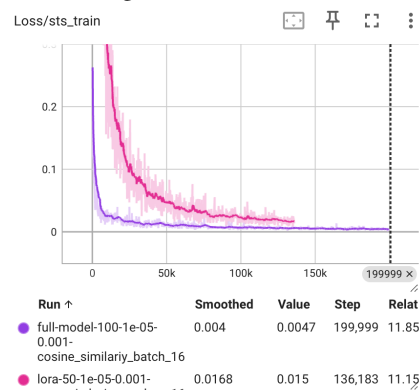 Loss/sts_train
0.2
0.1
0
0 50k 100k 150k 199999 ×
Run ↑ Smoothed Value Step Relat
full-model-100-1e-05- 0.004 0.0047 199,999 11.85
0.001-
cosine_similariy_batch_16
lora-50-1e-05-0.001- 0.0168 0.015 136,183 11.15